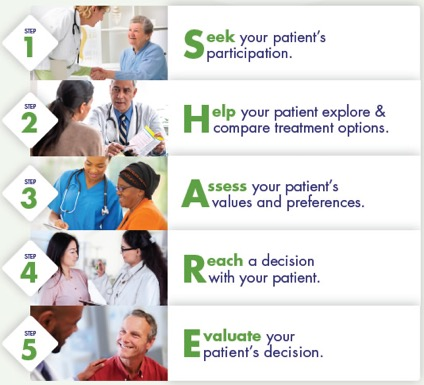 STEP
1
Seek your patient's
participation.
STEP
2
Help your patient explore &
compare treatment options.
STEP
3
Assess your patient's
values and preferences.
STEP
4
Reach a decision
with your patient.
STEP
5
Evaluate your
patient's decision.